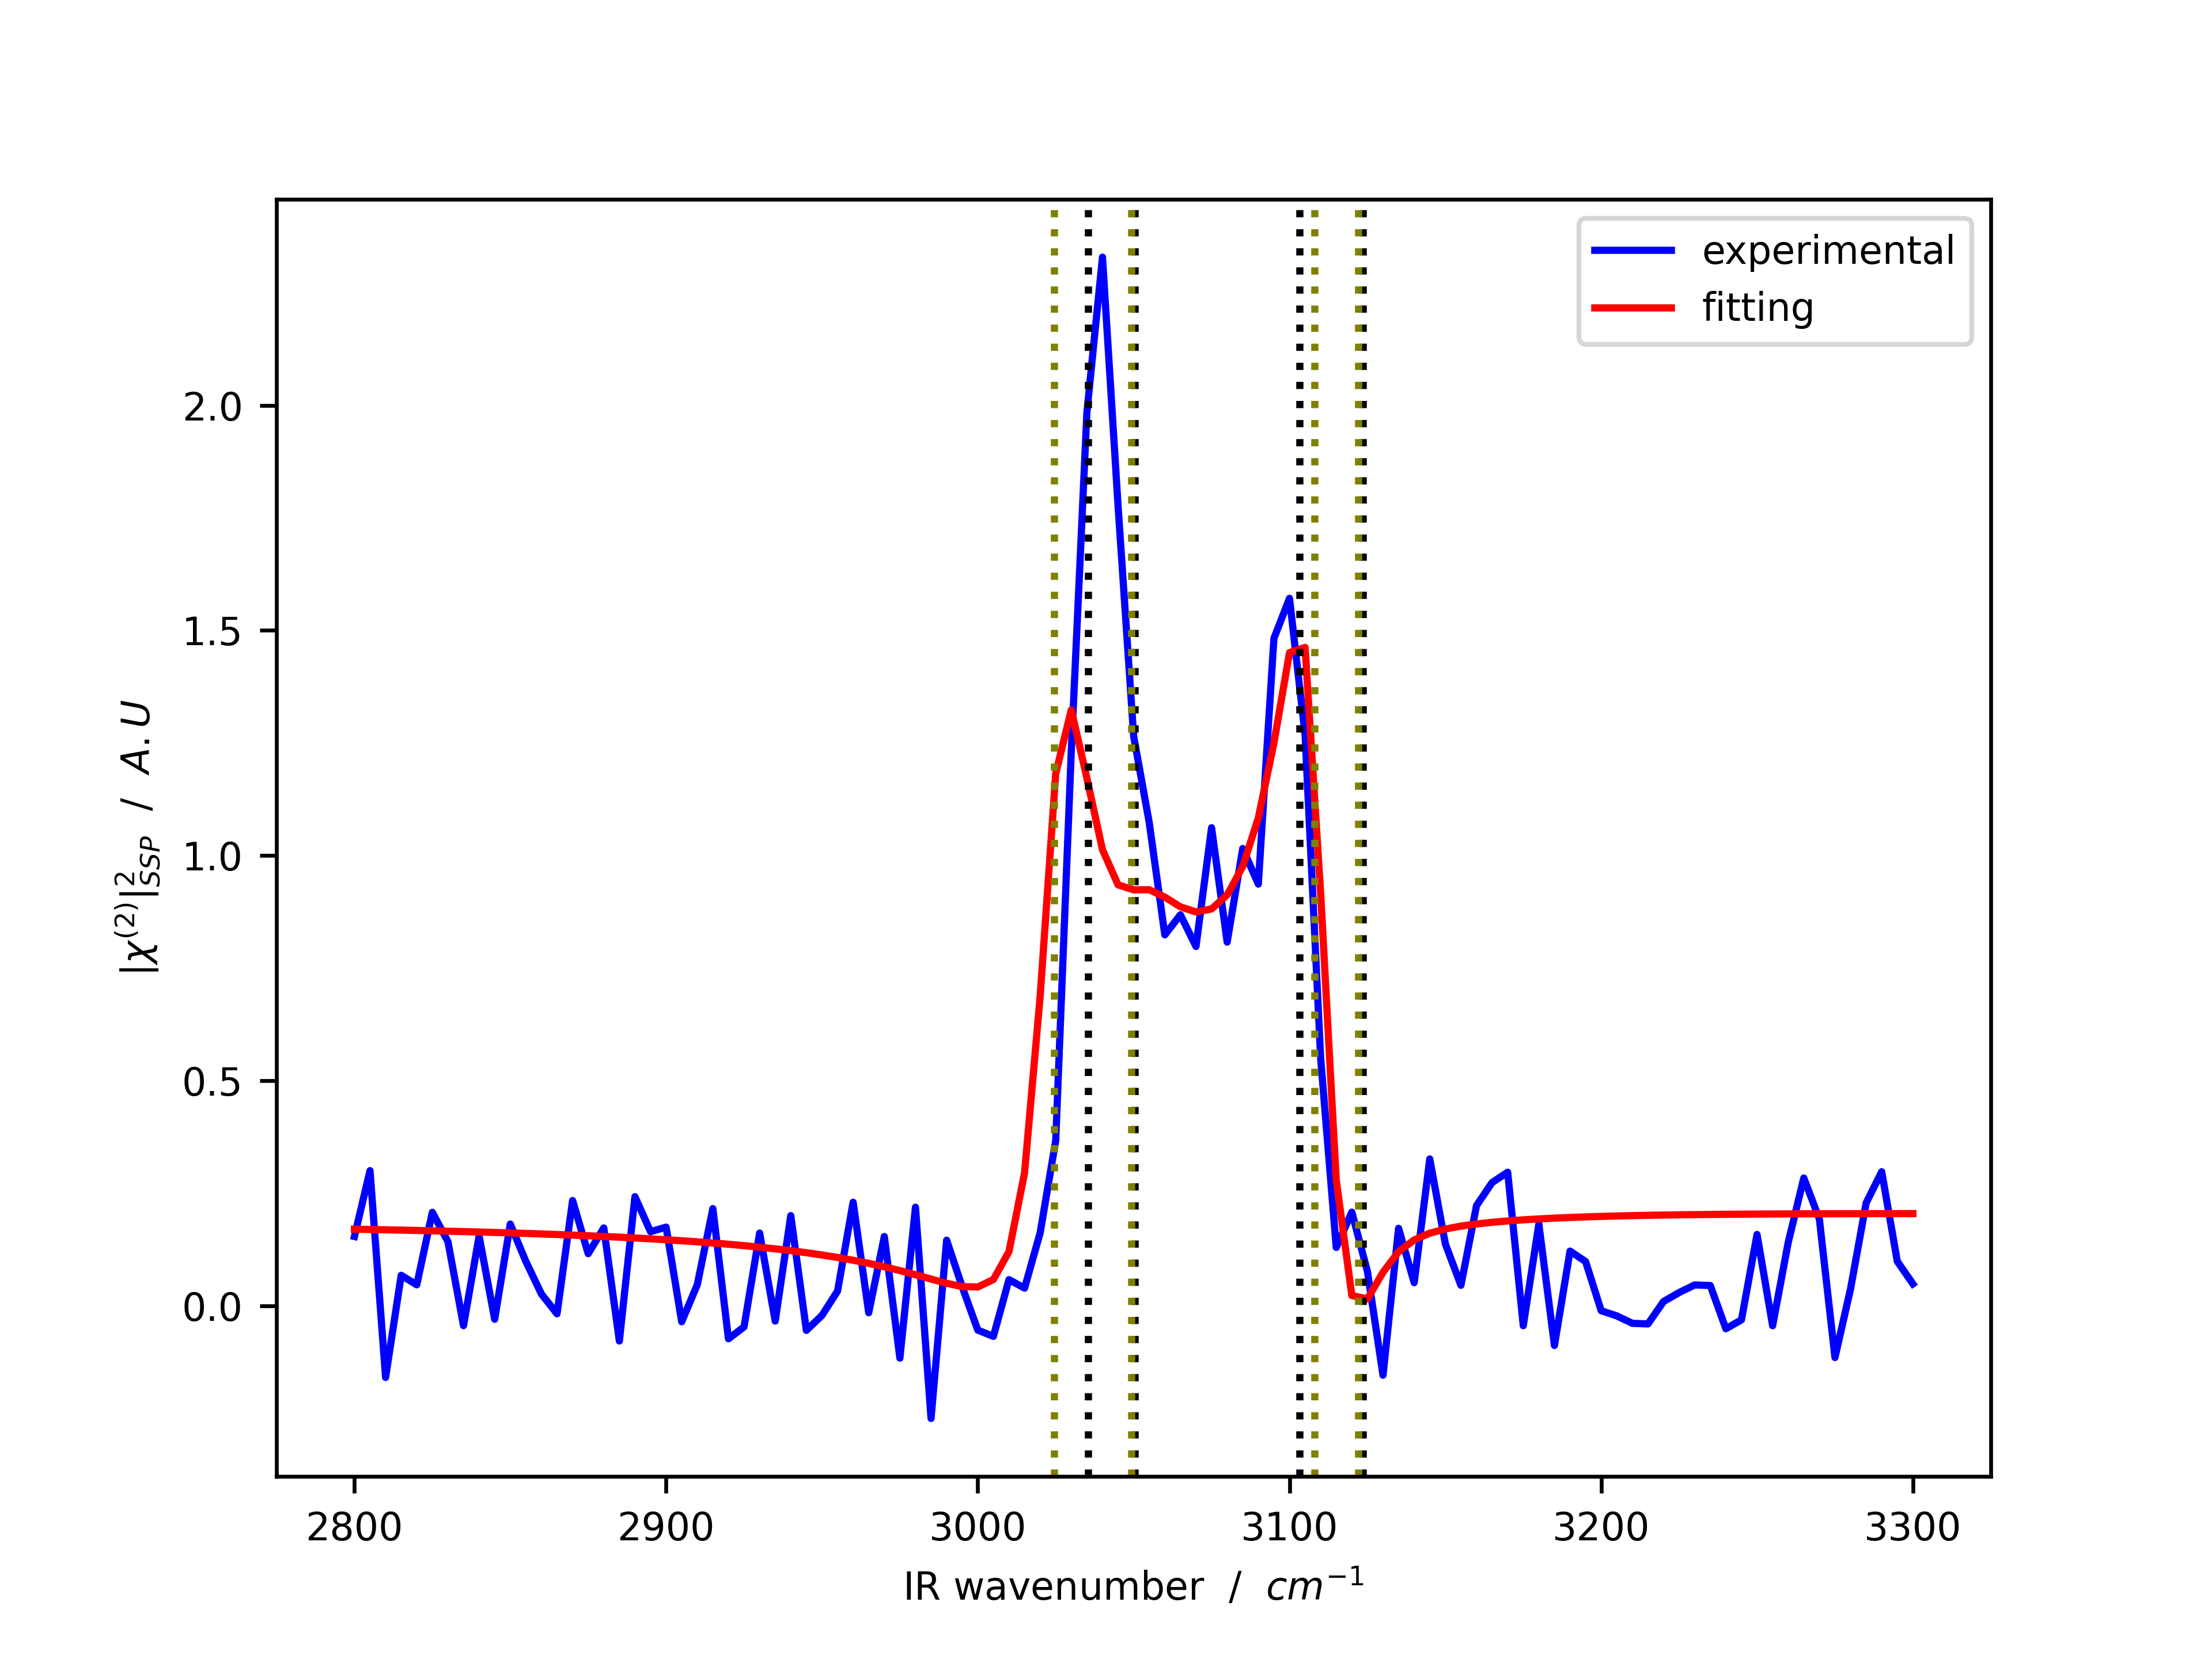 experimental
fitting
2.0
1.5
1.0
0.5
0.0
|χ^(2)|²_SSP / A.U
2800 2900 3000 3100 3200 3300
IR wavenumber / cm⁻¹